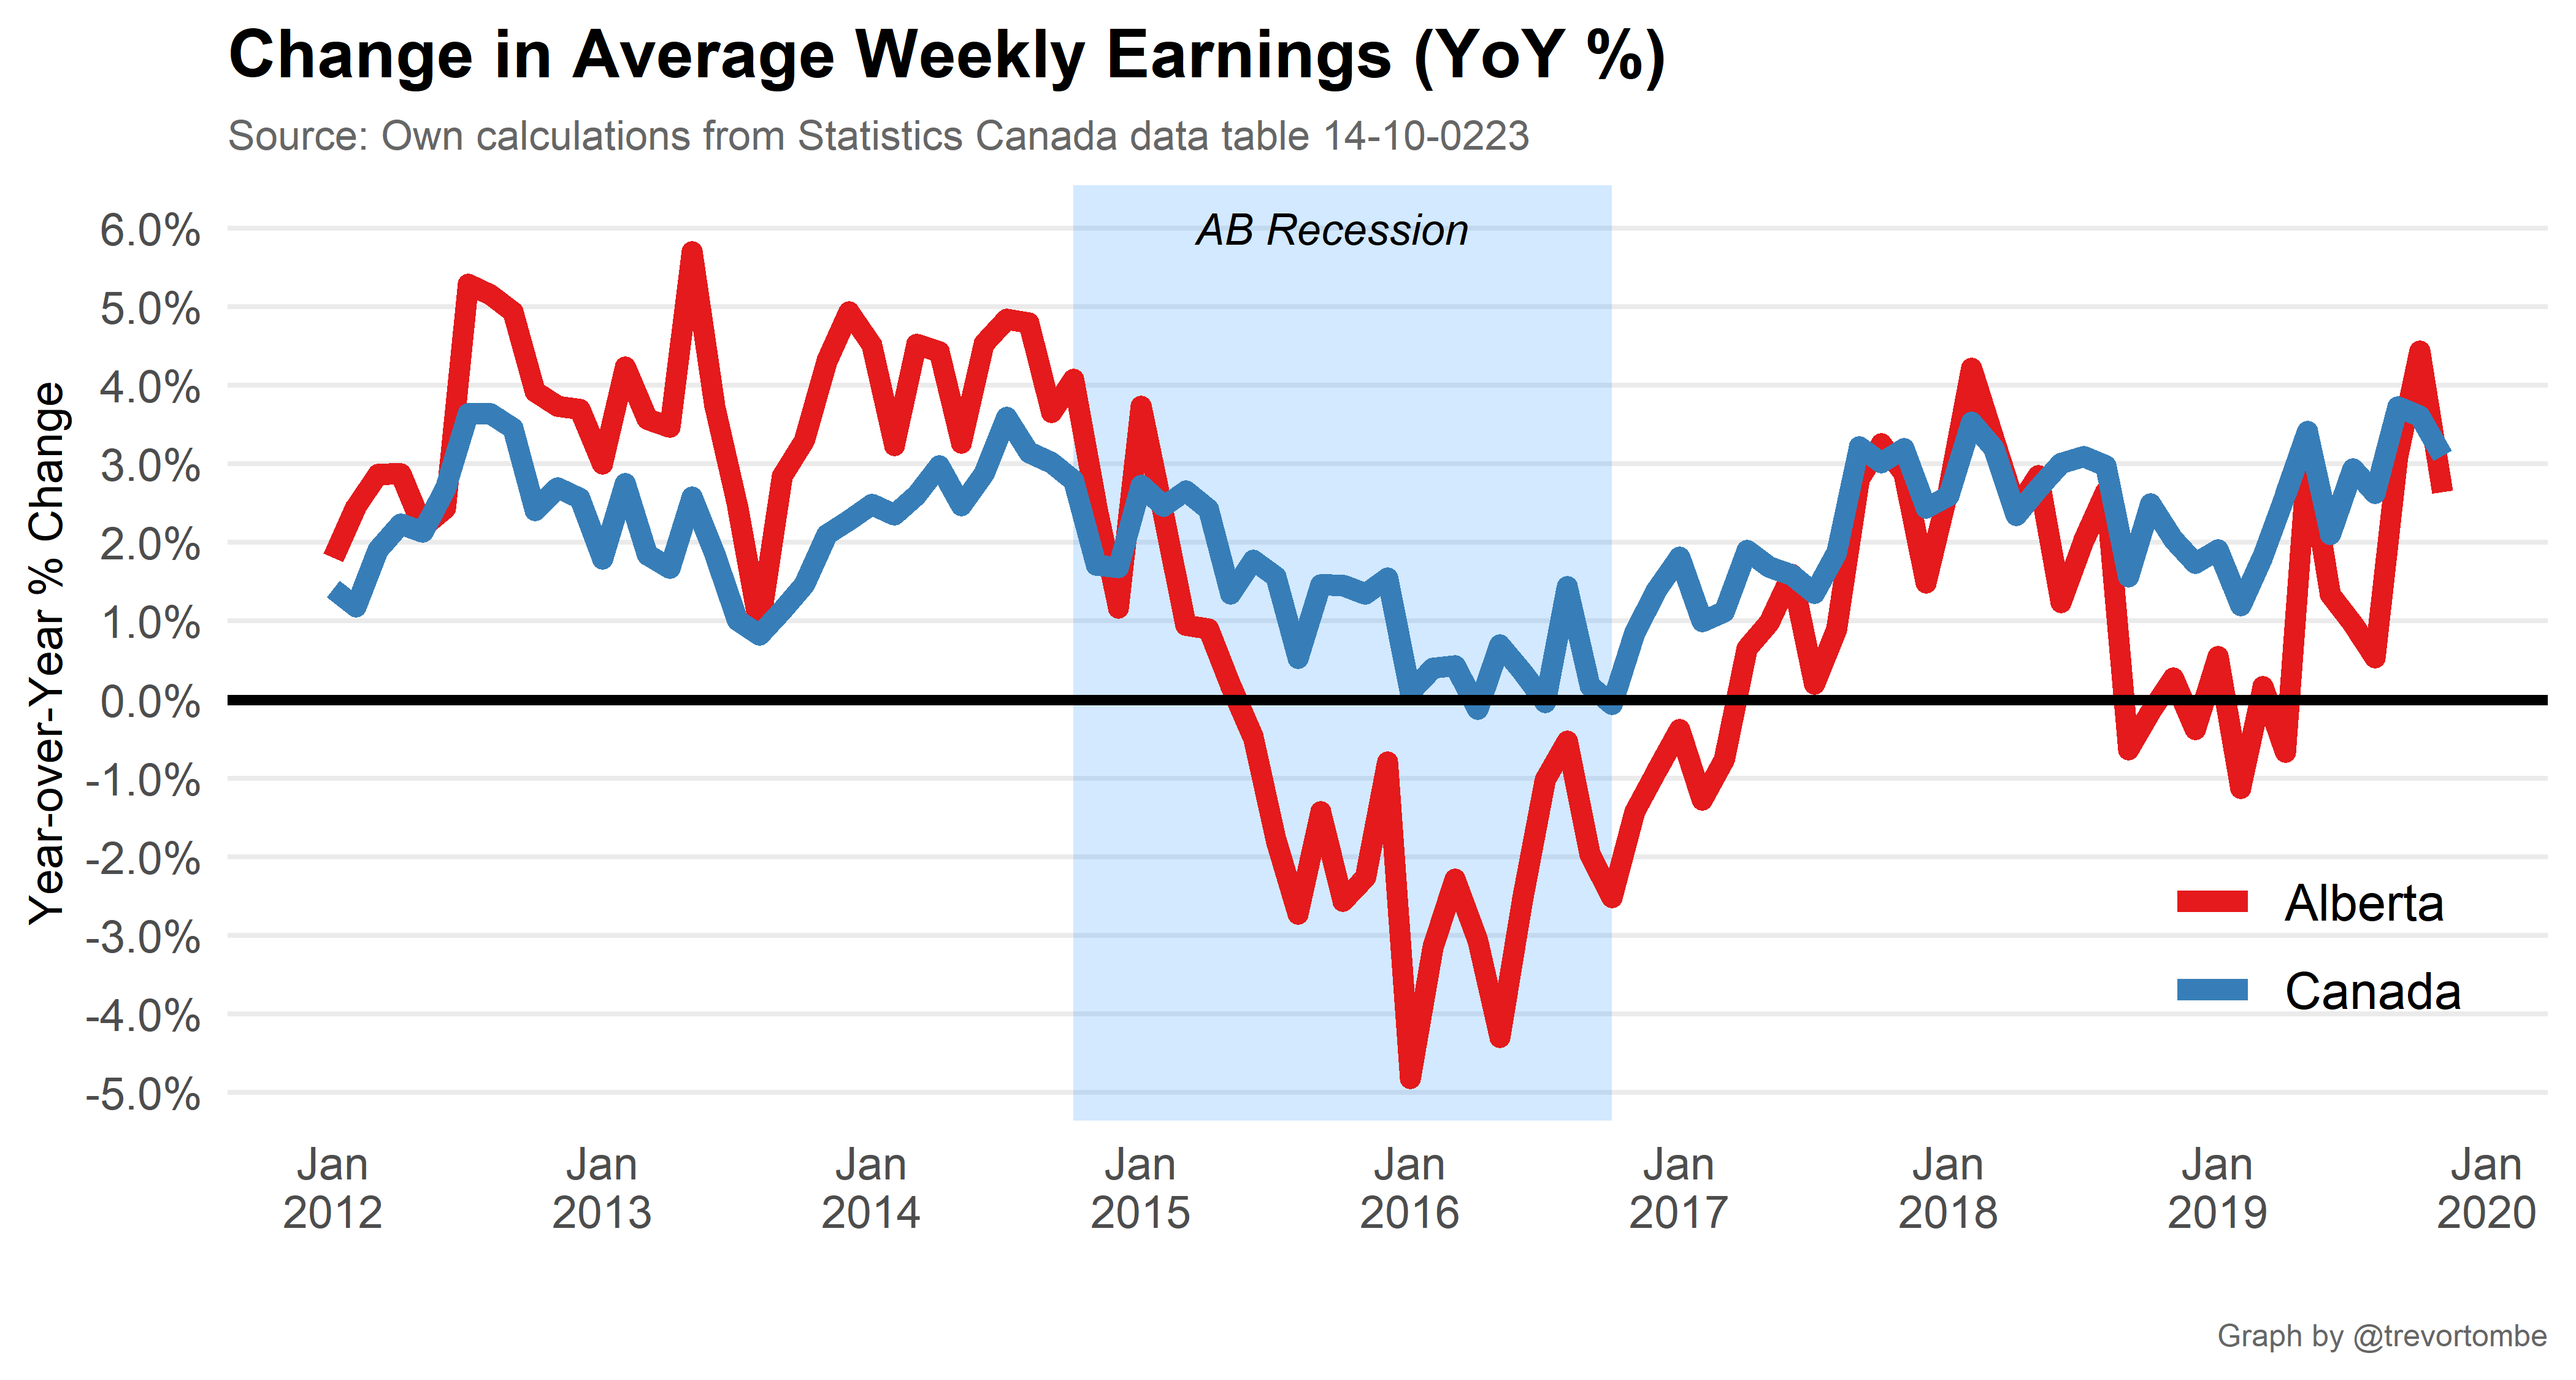 Change in Average Weekly Earnings (YoY %)
Source: Own calculations from Statistics Canada data table 14-10-0223
AB Recession
Year-over-Year % Change
6.0%
5.0%
4.0%
3.0%
2.0%
1.0%
0.0%
-1.0%
-2.0%
-3.0%
-4.0%
-5.0%
Alberta
Canada
Jan
2012
Jan
2013
Jan
2014
Jan
2015
Jan
2016
Jan
2017
Jan
2018
Jan
2019
Jan
2020
Graph by @trevortombe